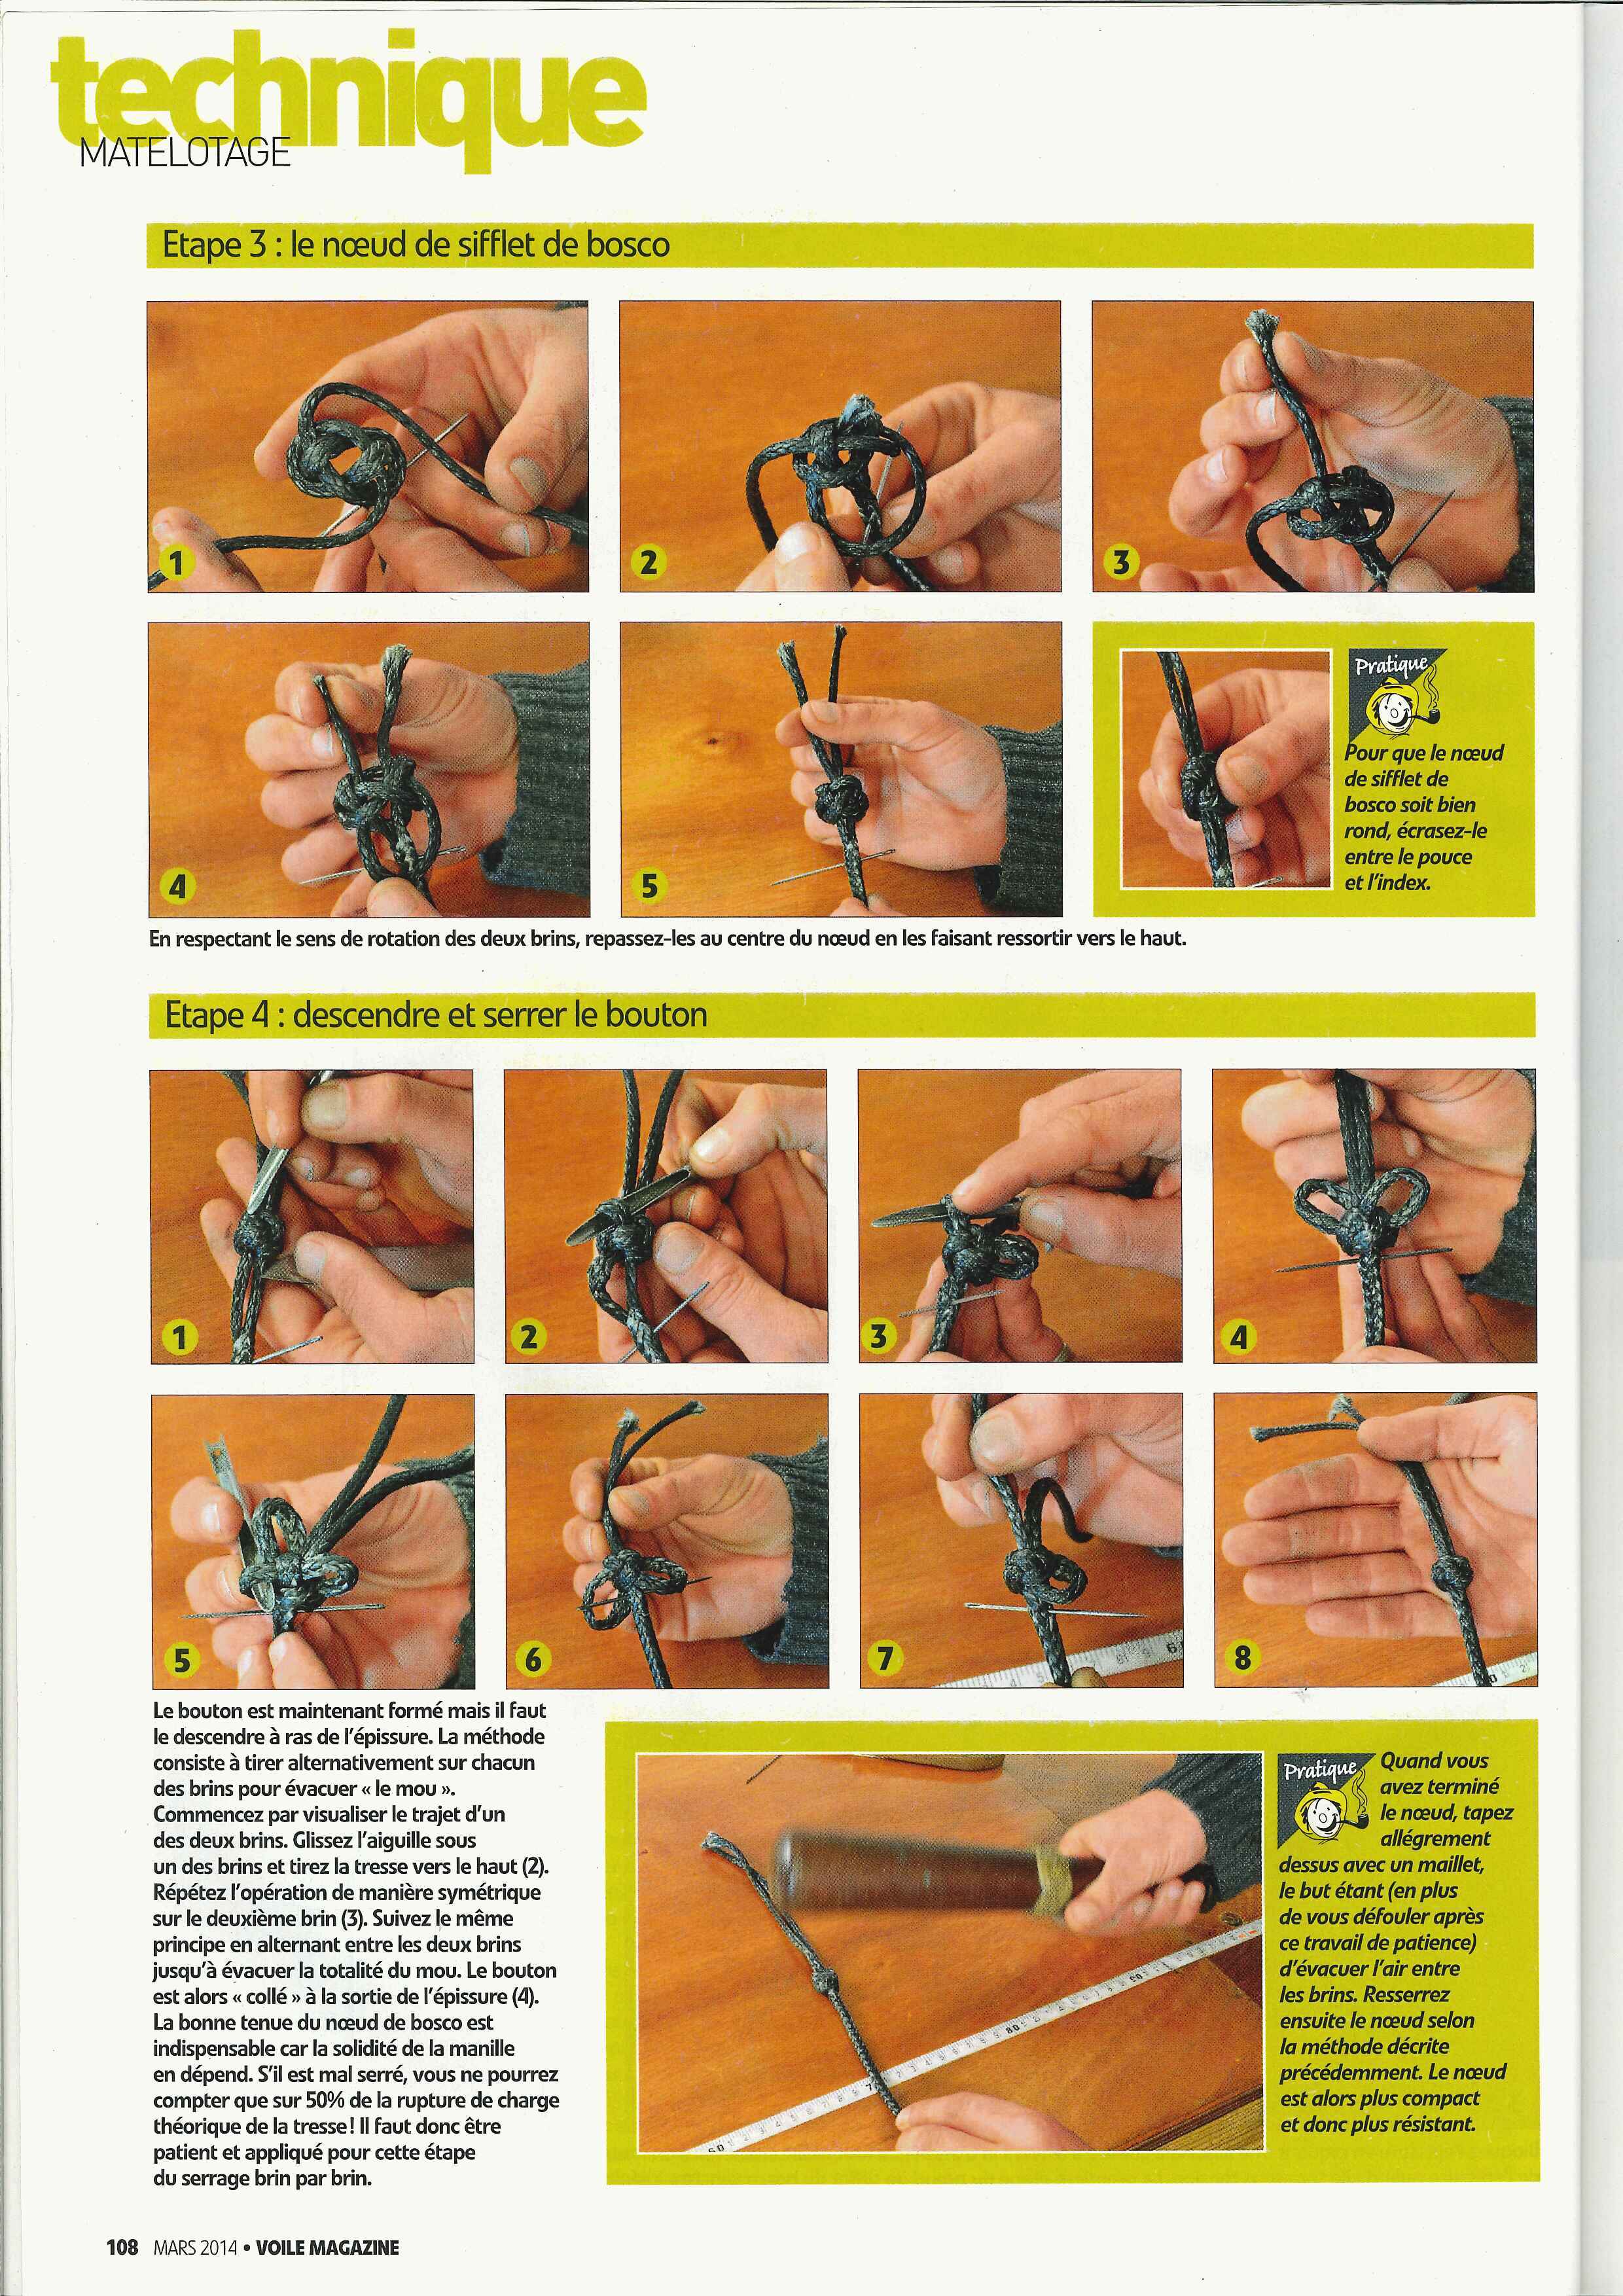 technique
MATELOTAGE
Etape 3 : le nœud de sifflet de bosco
1
2
3
4
5
Pratique
Pour que le nœud
de sifflet de
bosco soit bien
rond, écrasez-le
entre le pouce
et l'index.
En respectant le sens de rotation des deux brins, repassez-les au centre du nœud en les faisant ressortir vers le haut.
Etape 4 : descendre et serrer le bouton
1
2
3
4
5
6
7
8
Le bouton est maintenant formé mais il faut
le descendre à ras de l'épissure. La méthode
consiste à tirer alternativement sur chacun
des brins pour évacuer « le mou ».
Commencez par visualiser le trajet d'un
des deux brins. Glissez l'aiguille sous
un des brins et tirez la tresse vers le haut (2).
Répétez l'opération de manière symétrique
sur le deuxième brin (3). Suivez le même
principe en alternant entre les deux brins
jusqu'à évacuer la totalité du mou. Le bouton
est alors « collé » à la sortie de l'épissure (4).
La bonne tenue du nœud de bosco est
indispensable car la solidité de la manille
en dépend. S'il est mal serré, vous ne pourrez
compter que sur 50% de la rupture de charge
théorique de la tresse! Il faut donc être
patient et appliqué pour cette étape
du serrage brin par brin.
Pratique
Quand vous
avez terminé
le nœud, tapez
allégrement
dessus avec un maillet,
le but étant (en plus
de vous défouler après
ce travail de patience)
d'évacuer l'air entre
les brins. Resserrez
ensuite le nœud selon
la méthode décrite
précédemment. Le nœud
est alors plus compact
et donc plus résistant.
108 MARS 2014 • VOILE MAGAZINE